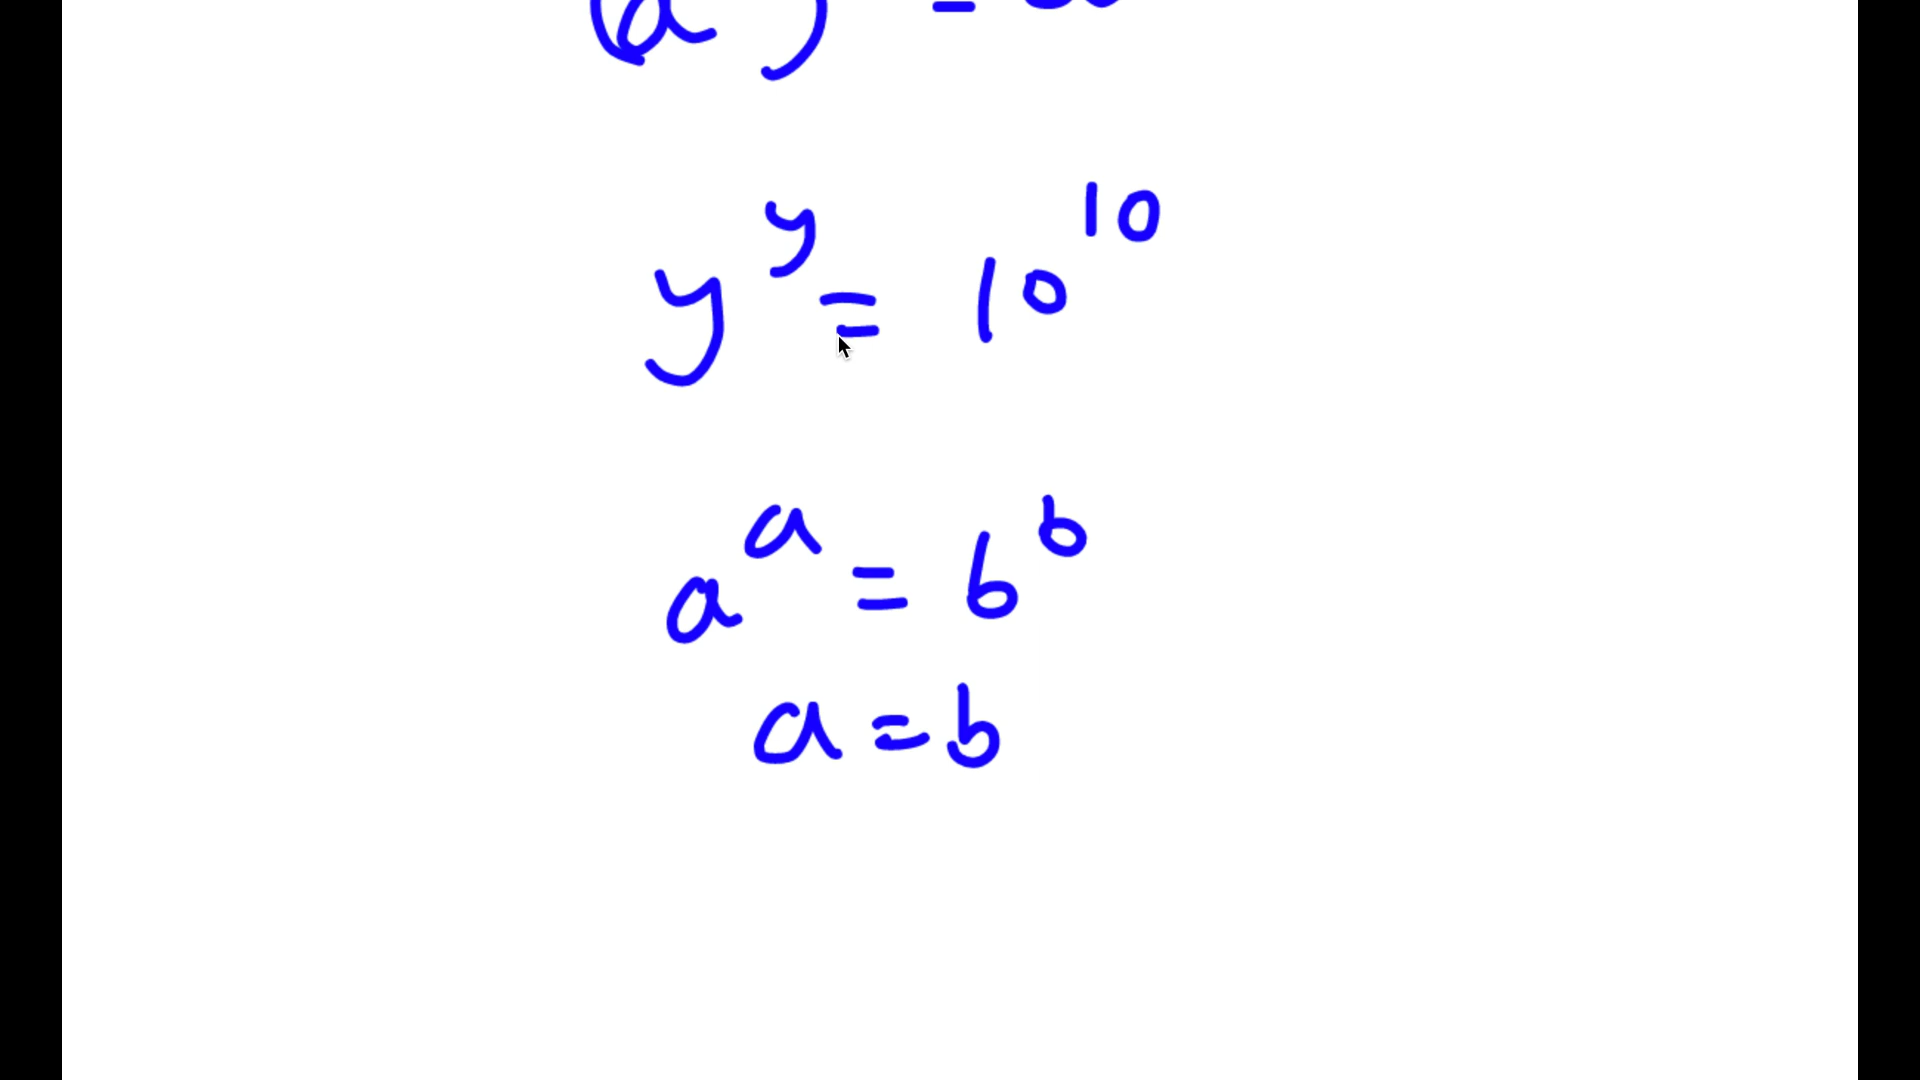 y^y = 10^10
a^a = b^b
a = b